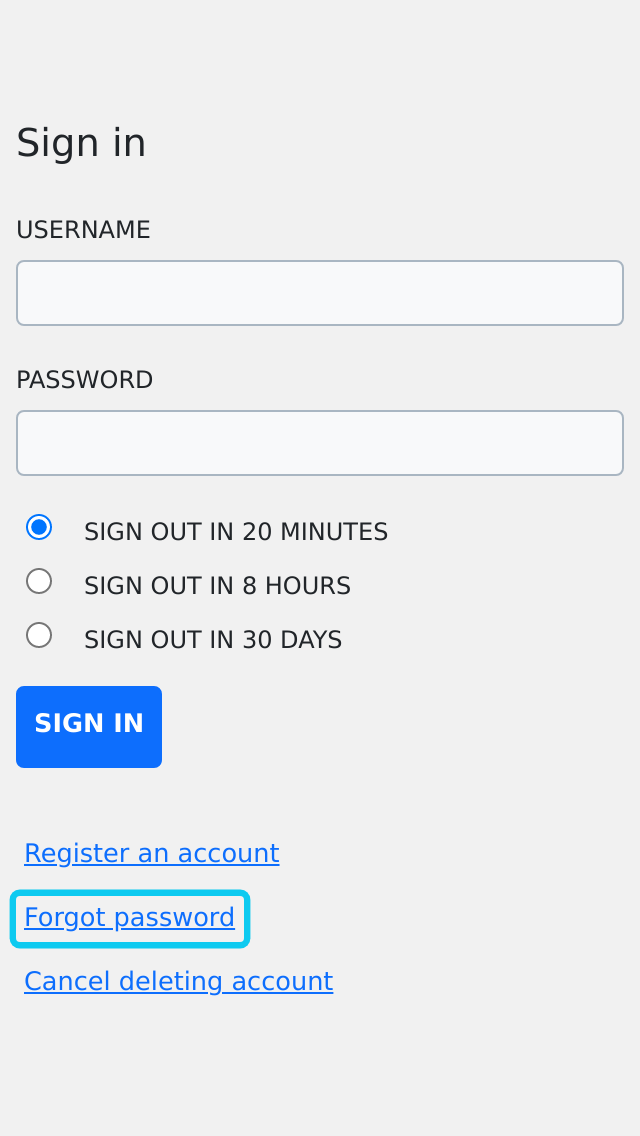 Sign in
USERNAME
PASSWORD
SIGN OUT IN 20 MINUTES
SIGN OUT IN 8 HOURS
SIGN OUT IN 30 DAYS
SIGN IN
Register an account
Forgot password
Cancel deleting account